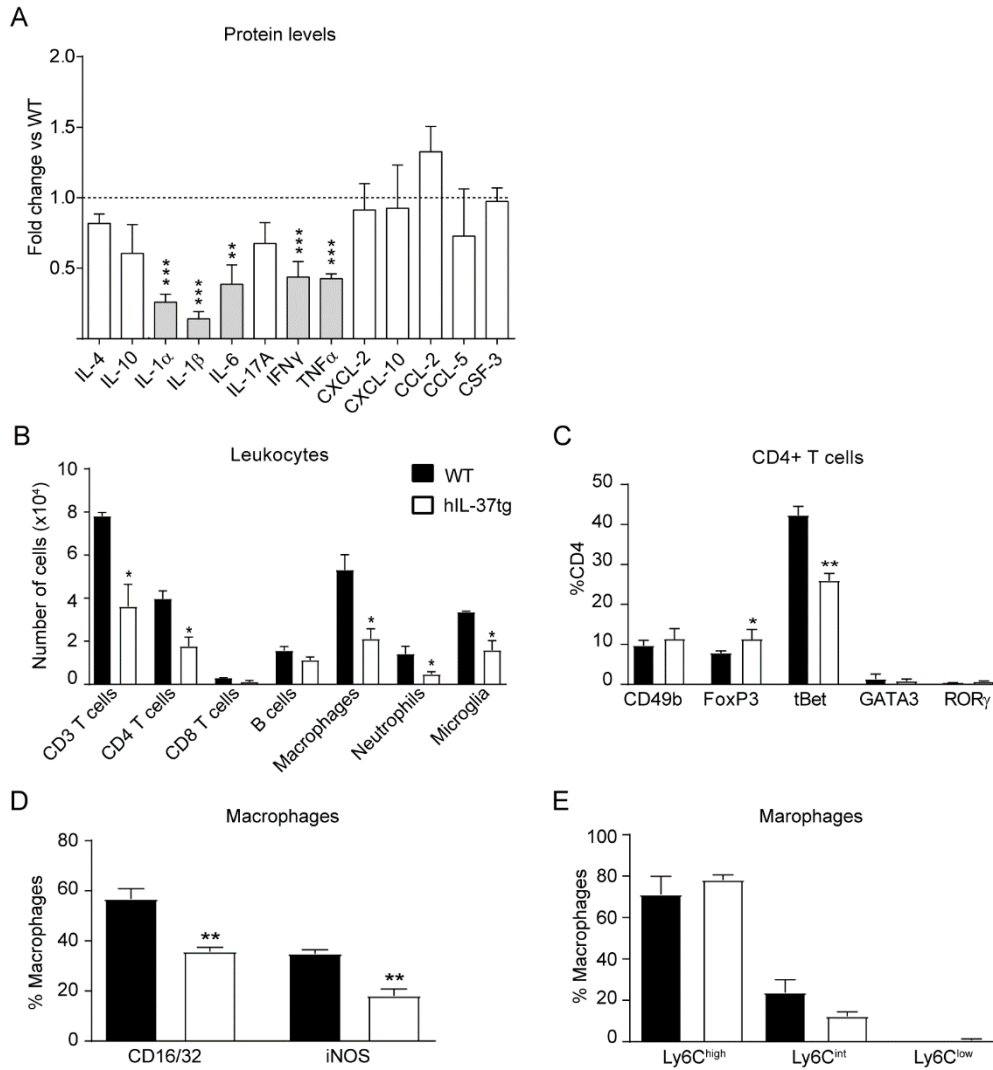 A
Protein levels
Fold change vs WT
2.0
1.5
1.0
0.5
***
***
**
***
***
IL-4
IL-10
IL-1α
IL-1β
IL-6
IL-17A
IFNγ
TNFα
CXCL-2
CXCL-10
CCL-2
CCL-5
CSF-3
B
Leukocytes
Number of cells (x10⁴)
10
8
6
4
2
0
WT
hIL-37tg
*
*
*
*
*
CD3 T cells
CD4 T cells
CD8 T cells
B cells
Macrophages
Neutrophils
Microglia
C
CD4+ T cells
%CD4
50
40
30
20
10
0
*
**
CD49b
FoxP3
tBet
GATA3
RORγ
D
Macrophages
% Macrophages
80
60
40
20
0
**
**
CD16/32
iNOS
E
Marophages
% Macrophages
100
80
60
40
20
0
Ly6Cʰⁱᵍʰ
Ly6Cⁱⁿᵗ
Ly6Cˡᵒʷ